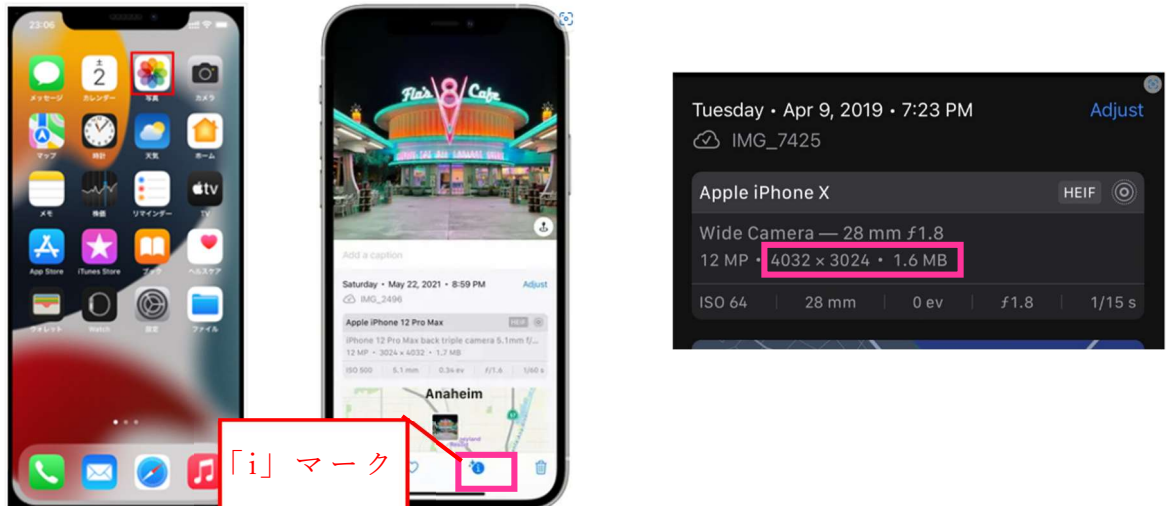 23:06
土
2
メッセージ
カレンダー
写真
カメラ
マップ
時計
天気
ホーム
tv
メモ
株価
リマインダー
TV
App Store
iTunes Store
ブック
ヘルスケア
ウォレット
Watch
設定
ファイル
Flo's V8 Cafe
Add a caption
Saturday • May 22, 2021 • 8:59 PM
Adjust
IMG_2496
Apple iPhone 12 Pro Max
HEIF
iPhone 12 Pro Max back triple camera 5.1mm f/...
12 MP • 3024 × 4032 • 1.7 MB
ISO 500
5.1 mm
0.34 ev
ƒ/1.6
1/60 s
Anaheim
「i」マーク
i
Tuesday • Apr 9, 2019 • 7:23 PM
Adjust
IMG_7425
Apple iPhone X
HEIF
Wide Camera — 28 mm ƒ1.8
12 MP • 4032 × 3024 • 1.6 MB
ISO 64
28 mm
0 ev
ƒ1.8
1/15 s